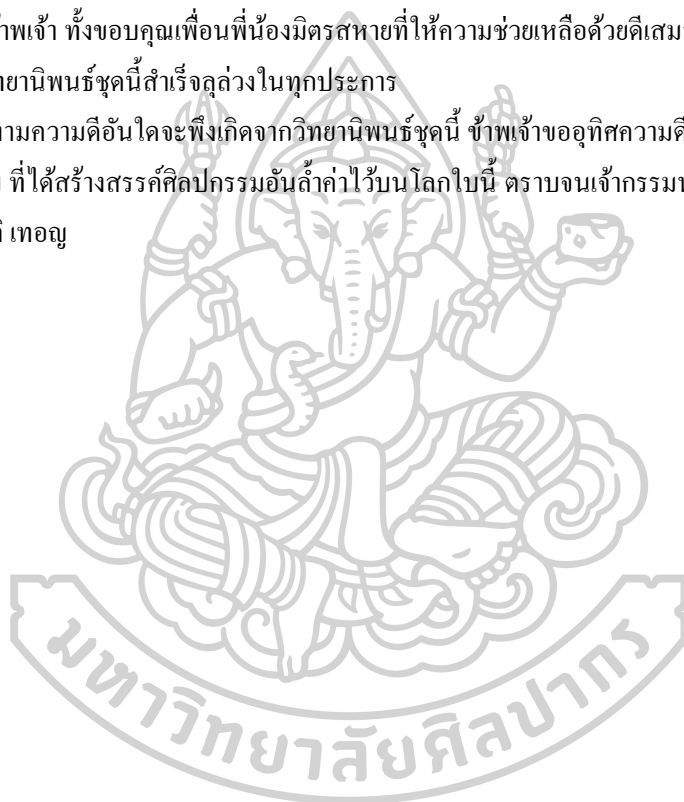 าพเจ้า ทั้งขอบคุณเพื่อนพี่น้องมิตรสหายที่ให้ความช่วยเหลือด้วยดีเสม
ทยานิพนธ์ชุดนี้สำเร็จลุล่วงในทุกประการ
ามความดีอันใดจะพึงเกิดจากวิทยานิพนธ์ชุดนี้ ข้าพเจ้าขออุทิศความดี
ที่ได้สร้างสรรค์ศิลปกรรมอันล้ำค่าไว้บนโลกใบนี้ ตราบจนเจ้ากรรม
เทอญ
มหาวิทยาลัยศิลปากร